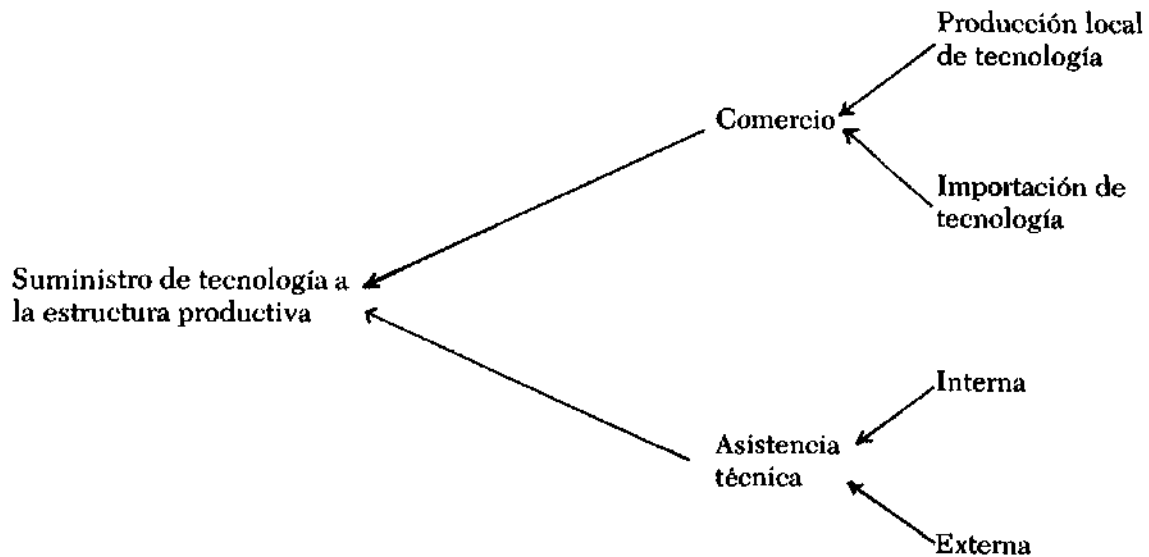 Producción local
de tecnología
Comercio
Importación de
tecnología
Suministro de tecnología a
la estructura productiva
Interna
Asistencia
técnica
Externa